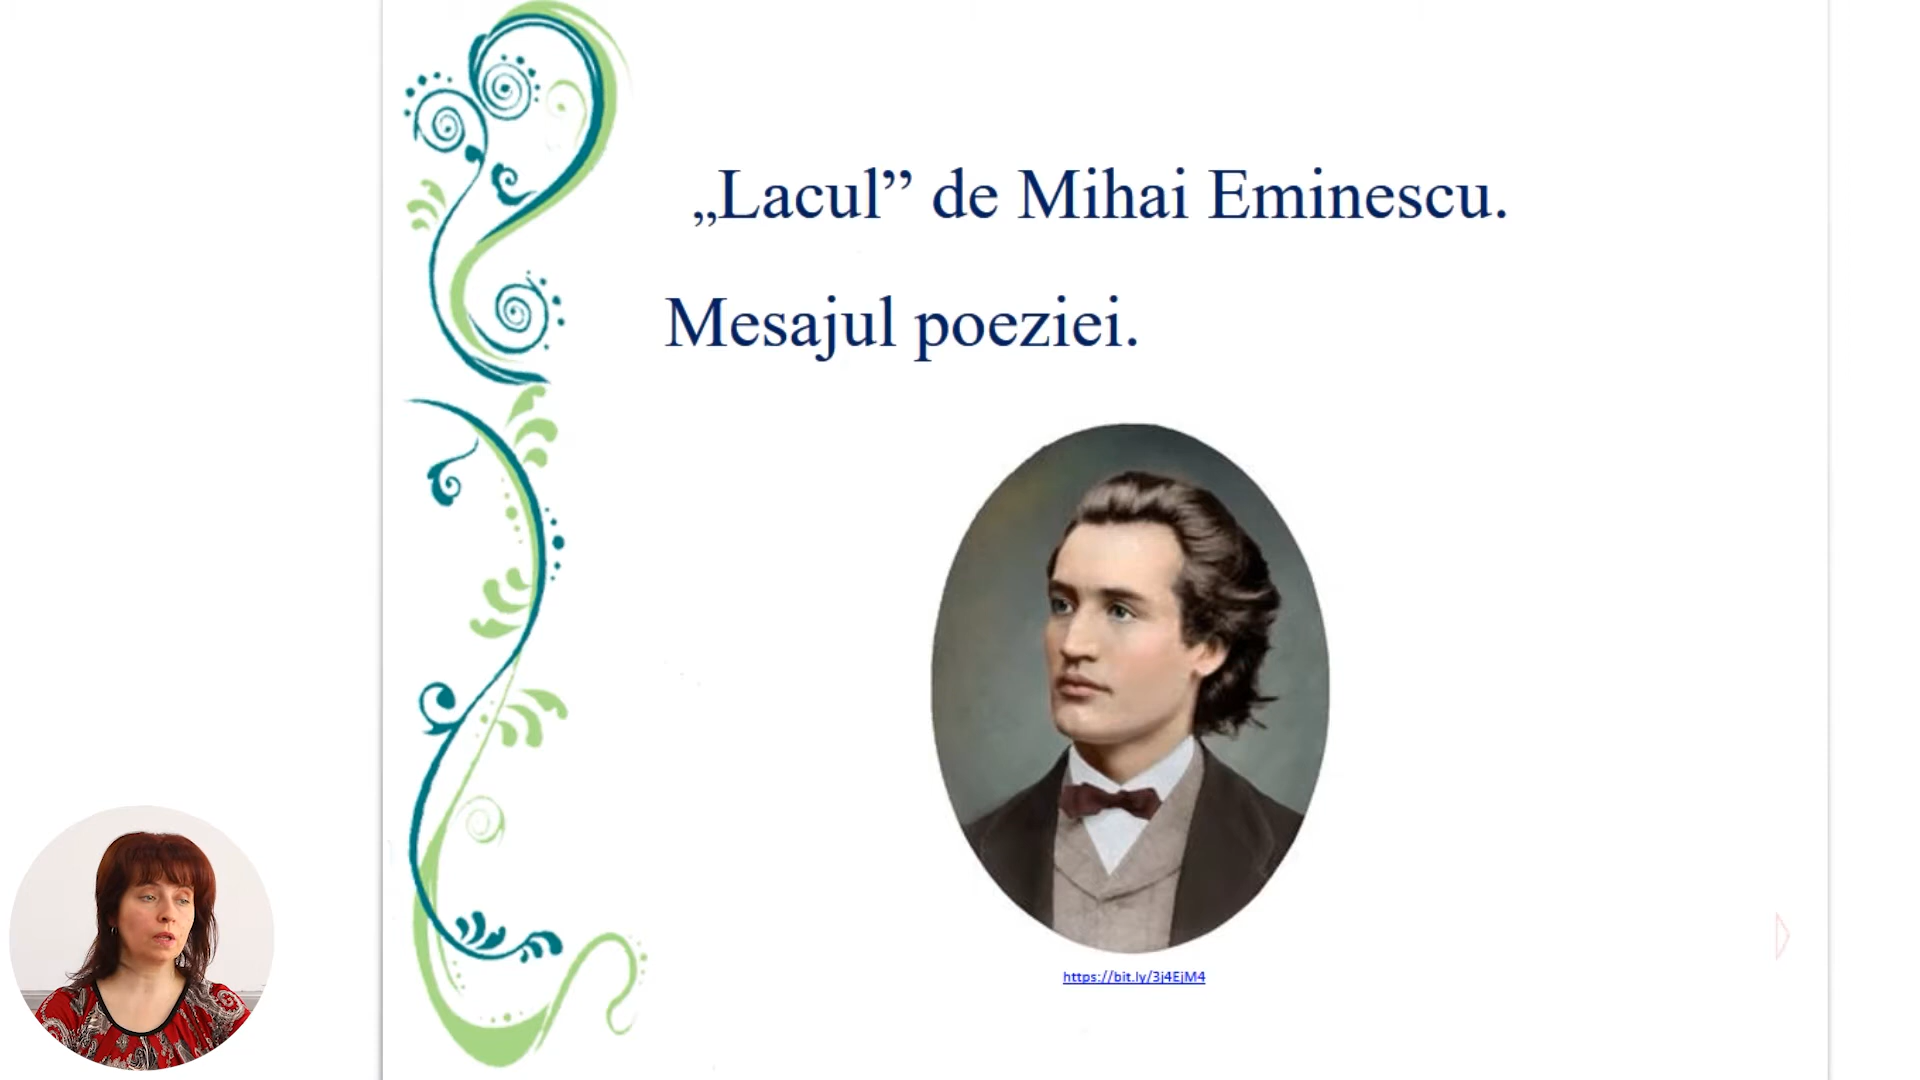 „Lacul” de Mihai Eminescu.
Mesajul poeziei.
https://bit.ly/3j4EjM4